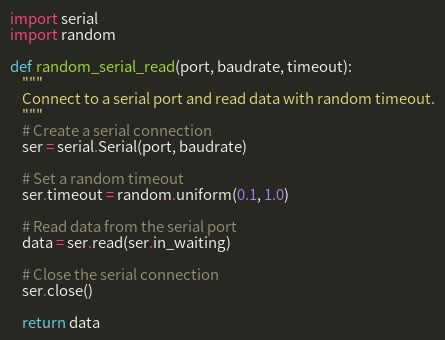 import serial
import random

def random_serial_read(port, baudrate, timeout):
    """
    Connect to a serial port and read data with random timeout.
    """
    # Create a serial connection
    ser = serial.Serial(port, baudrate)

    # Set a random timeout
    ser.timeout = random.uniform(0.1, 1.0)

    # Read data from the serial port
    data = ser.read(ser.in_waiting)

    # Close the serial connection
    ser.close()

    return data